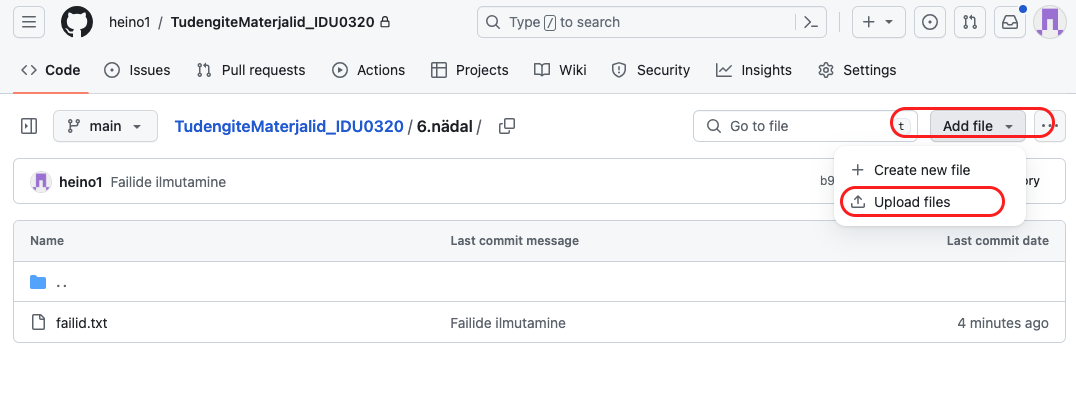 heino1 / TudengiteMaterjalid_IDU0320
Type / to search
Code Issues Pull requests Actions Projects Wiki Security Insights Settings
main TudengiteMaterjalid_IDU0320 / 6.nädal / Go to file t Add file ...
Create new file
heino1 Failide ilmutamine b9 ory
Upload files
Name Last commit message Last commit date
..
failid.txt Failide ilmutamine 4 minutes ago